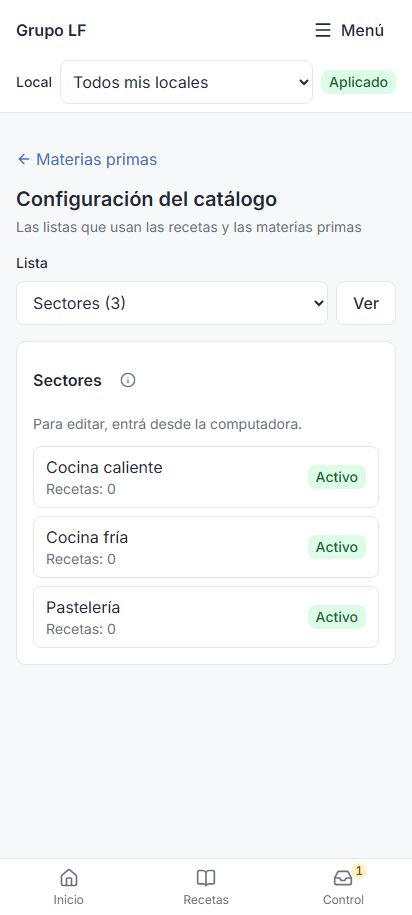 Grupo LF
Menú
Local
Todos mis locales
Aplicado
← Materias primas
Configuración del catálogo
Las listas que usan las recetas y las materias primas
Lista
Sectores (3)
Ver
Sectores
Para editar, entrá desde la computadora.
Cocina caliente
Recetas: 0
Activo
Cocina fría
Recetas: 0
Activo
Pastelería
Recetas: 0
Activo
1
Inicio
Recetas
Control